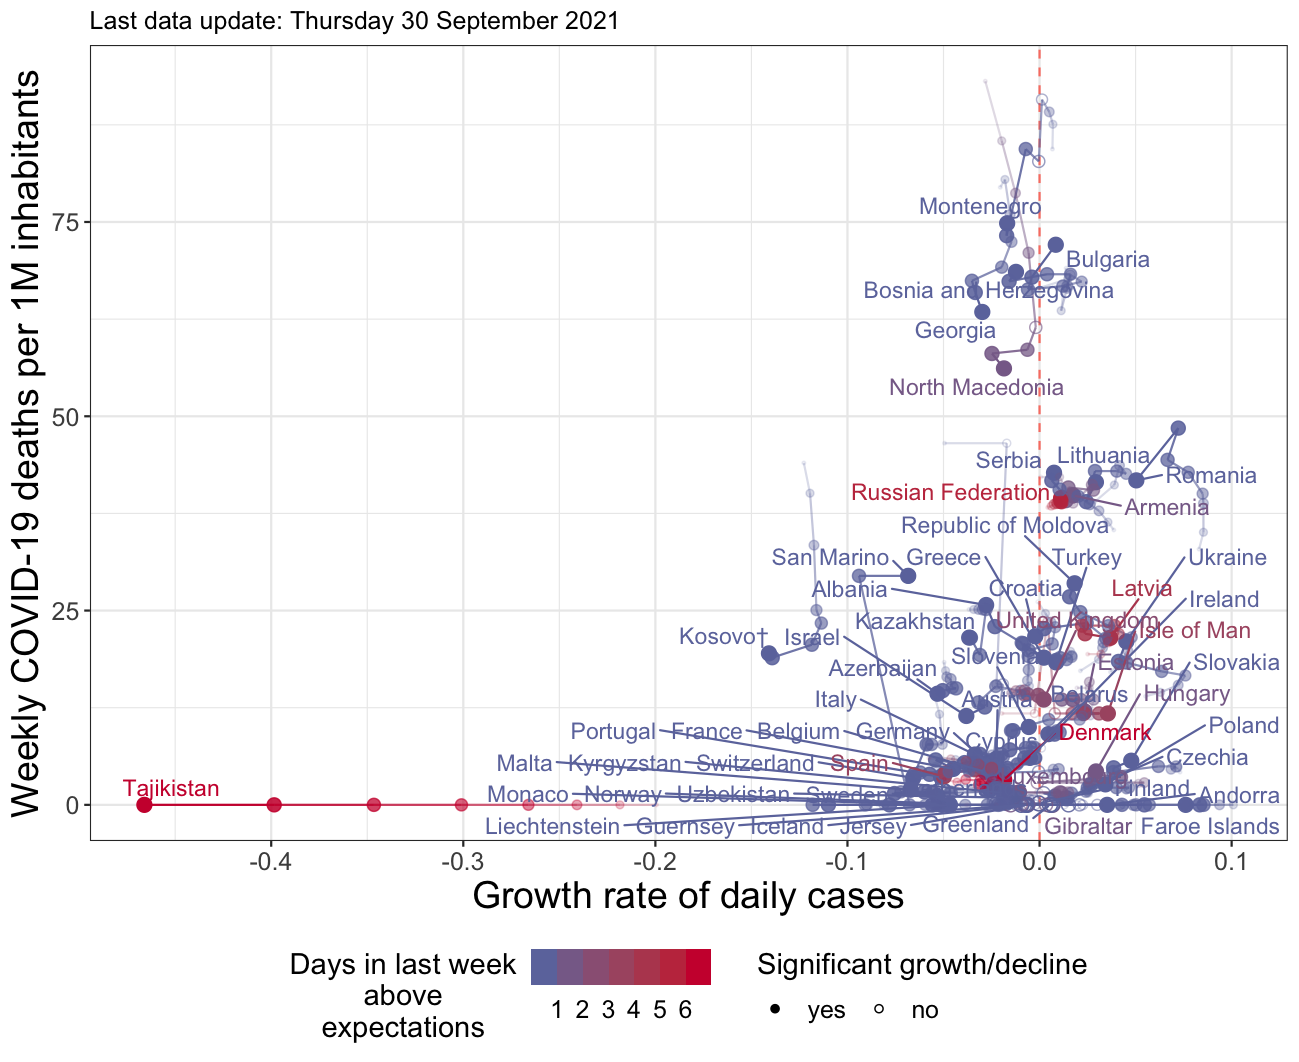 Last data update: Thursday 30 September 2021
Weekly COVID-19 deaths per 1M inhabitants
75
50
25
0
Montenegro
Bulgaria
Bosnia and Herzegovina
Georgia
North Macedonia
Serbia
Lithuania
Romania
Russian Federation
Armenia
Republic of Moldova
San Marino
Greece
Turkey
Ukraine
Albania
Croatia
Latvia
Ireland
Kazakhstan
United Kingdom
Isle of Man
Kosovo†
Israel
Slovenia
Estonia
Slovakia
Azerbaijan
Italy
Austria
Belarus
Hungary
Portugal
France
Belgium
Germany
Cyprus
Denmark
Poland
Malta
Kyrgyzstan
Switzerland
Spain
Luxembourg
Czechia
Tajikistan
Monaco
Norway
Uzbekistan
Sweden
Finland
Andorra
Liechtenstein
Guernsey
Iceland
Jersey
Greenland
Gibraltar
Faroe Islands
-0.4
-0.3
-0.2
-0.1
0.0
0.1
Growth rate of daily cases
Days in last week
above
expectations
1 2 3 4 5 6
Significant growth/decline
yes
no